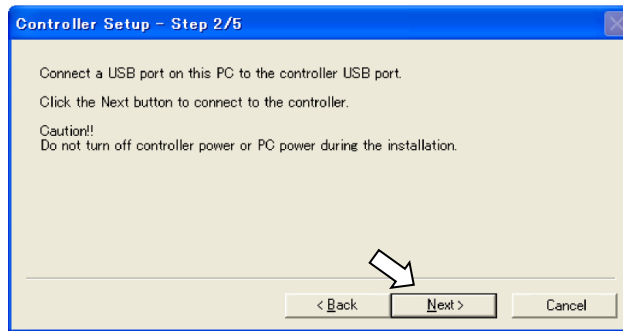 Controller Setup - Step 2/5
Connect a USB port on this PC to the controller USB port.
Click the Next button to connect to the controller.
Caution!!
Do not turn off controller power or PC power during the installation.
< Back
Next >
Cancel